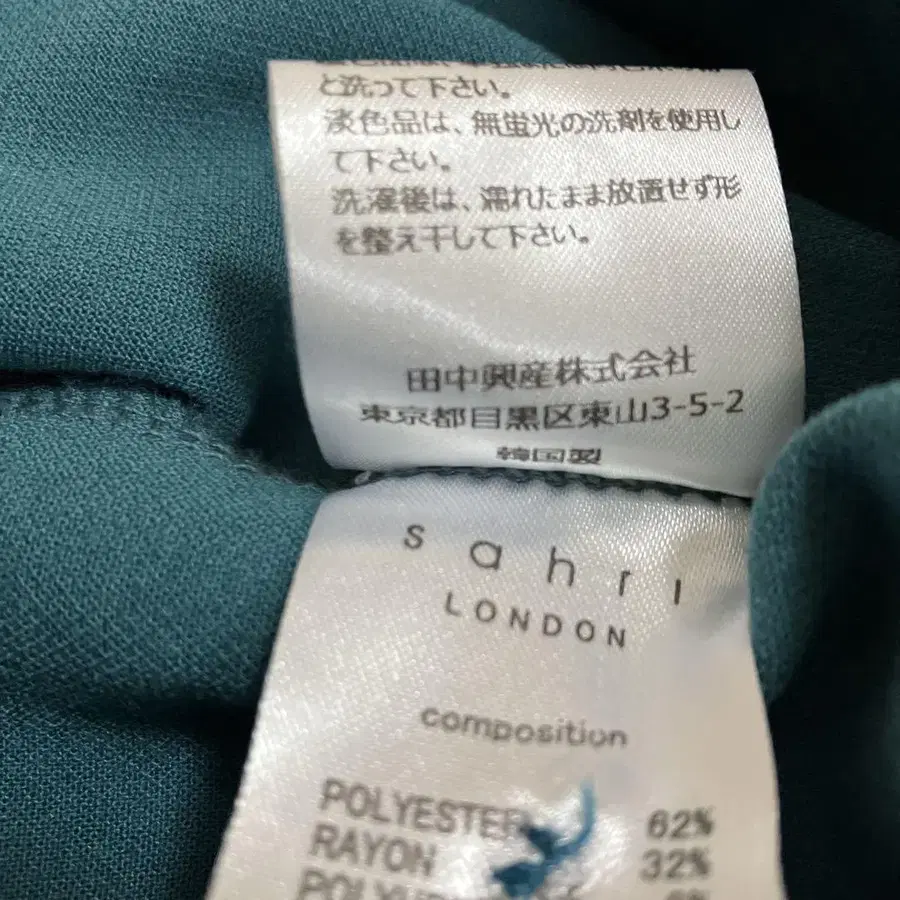 と洗って下さい。
淡色品は、無蛍光の洗剤を使用し
て下さい。
洗濯後は、濡れたまま放置せず形
を整え干して下さい。
田中興産株式会社
東京都目黒区東山3-5-2
韓国製
sahri
LONDON
composition
POLYESTER 62%
RAYON 32%